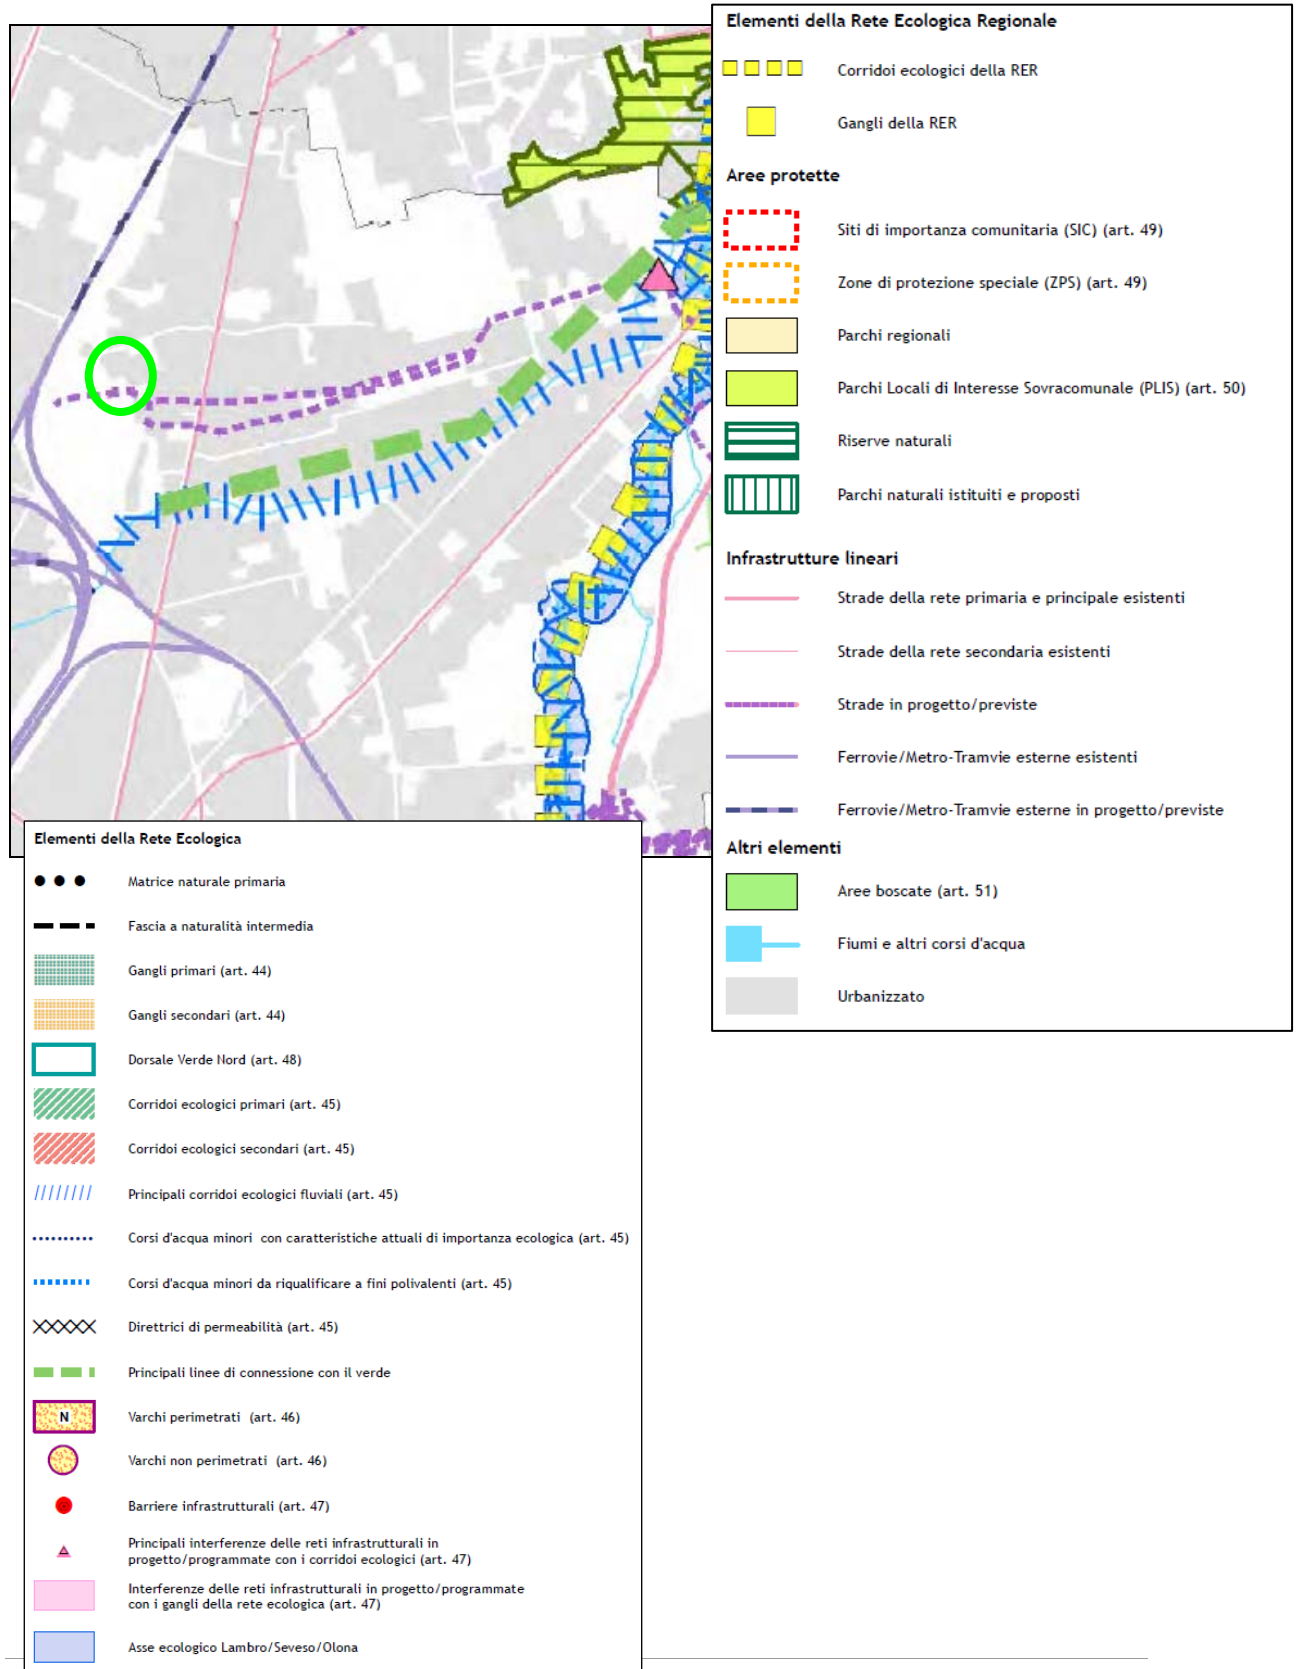 Elementi della Rete Ecologica Regionale
Corridoi ecologici della RER
Gangli della RER
Aree protette
Siti di importanza comunitaria (SIC) (art. 49)
Zone di protezione speciale (ZPS) (art. 49)
Parchi regionali
Parchi Locali di Interesse Sovracomunale (PLIS) (art. 50)
Riserve naturali
Parchi naturali istituiti e proposti
Infrastrutture lineari
Strade della rete primaria e principale esistenti
Strade della rete secondaria esistenti
Strade in progetto/previste
Ferrovie/Metro-Tramvie esterne esistenti
Ferrovie/Metro-Tramvie esterne in progetto/previste
Altri elementi
Aree boscate (art. 51)
Fiumi e altri corsi d'acqua
Urbanizzato
Elementi della Rete Ecologica
Matrice naturale primaria
Fascia a naturalità intermedia
Gangli primari (art. 44)
Gangli secondari (art. 44)
Dorsale Verde Nord (art. 48)
Corridoi ecologici primari (art. 45)
Corridoi ecologici secondari (art. 45)
Principali corridoi ecologici fluviali (art. 45)
Corsi d'acqua minori con caratteristiche attuali di importanza ecologica (art. 45)
Corsi d'acqua minori da riqualificare a fini polivalenti (art. 45)
Direttrici di permeabilità (art. 45)
Principali linee di connessione con il verde
N Varchi perimetrati (art. 46)
Varchi non perimetrati (art. 46)
Barriere infrastrutturali (art. 47)
Principali interferenze delle reti infrastrutturali in
progetto/programmate con i corridoi ecologici (art. 47)
Interferenze delle reti infrastrutturali in progetto/programmate
con i gangli della rete ecologica (art. 47)
Asse ecologico Lambro/Seveso/Olona